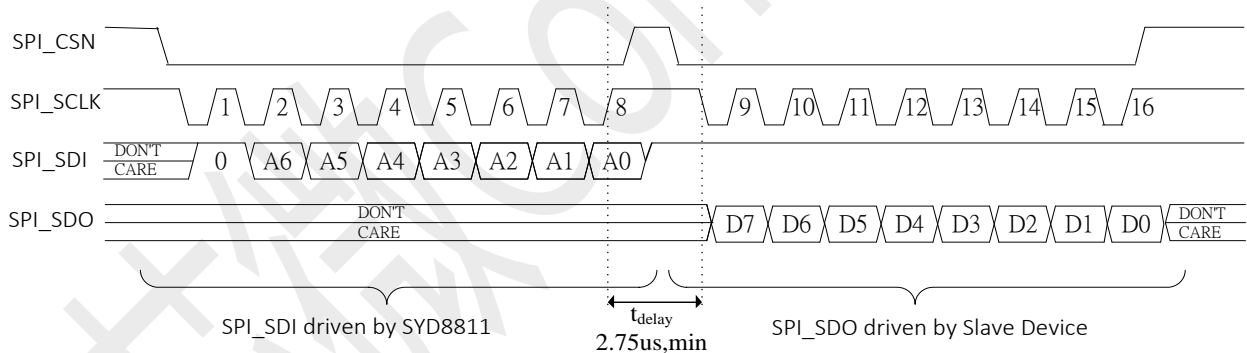 SPI_CSN
SPI_SCLK 1 2 3 4 5 6 7 8 9 10 11 12 13 14 15 16
SPI_SDI DON'T CARE 0 A6 A5 A4 A3 A2 A1 A0
SPI_SDO DON'T CARE D7 D6 D5 D4 D3 D2 D1 D0 DON'T CARE
tdelay
SPI_SDI driven by SYD8811 SPI_SDO driven by Slave Device
2.75us,min